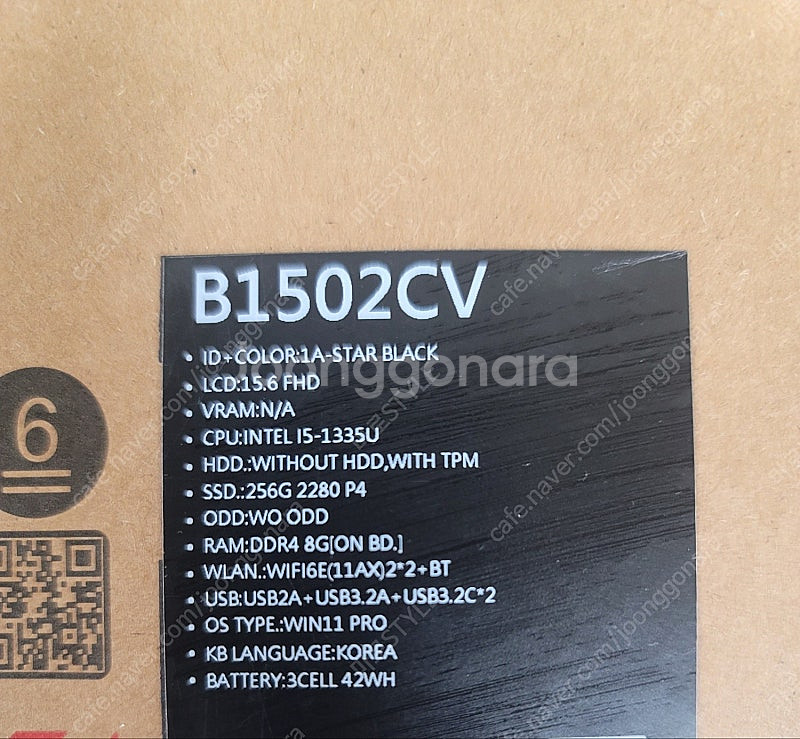 B1502CV
• ID+COLOR:1A-STAR BLACK
• LCD:15.6 FHD
• VRAM:N/A
• CPU:INTEL I5-1335U
• HDD.:WITHOUT HDD,WITH TPM
• SSD.:256G 2280 P4
• ODD:WO ODD
• RAM:DDR4 8G[ON BD.]
• WLAN.:WIFI6E(11AX)2*2+BT
• USB:USB2A+USB3.2A+USB3.2C*2
• OS TYPE.:WIN11 PRO
• KB LANGUAGE:KOREA
• BATTERY:3CELL 42WH
6
joonggonara
cafe.naver.com/joonggonara